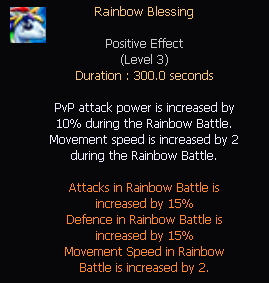 Rainbow Blessing
Positive Effect
(Level 3)
Duration : 300.0 seconds
PvP attack power is increased by
10% during the Rainbow Battle.
Movement speed is increased by 2
during the Rainbow Battle.
Attacks in Rainbow Battle is
increased by 15%
Defence in Rainbow Battle is
increased by 15%
Movement Speed in Rainbow
Battle is increased by 2.